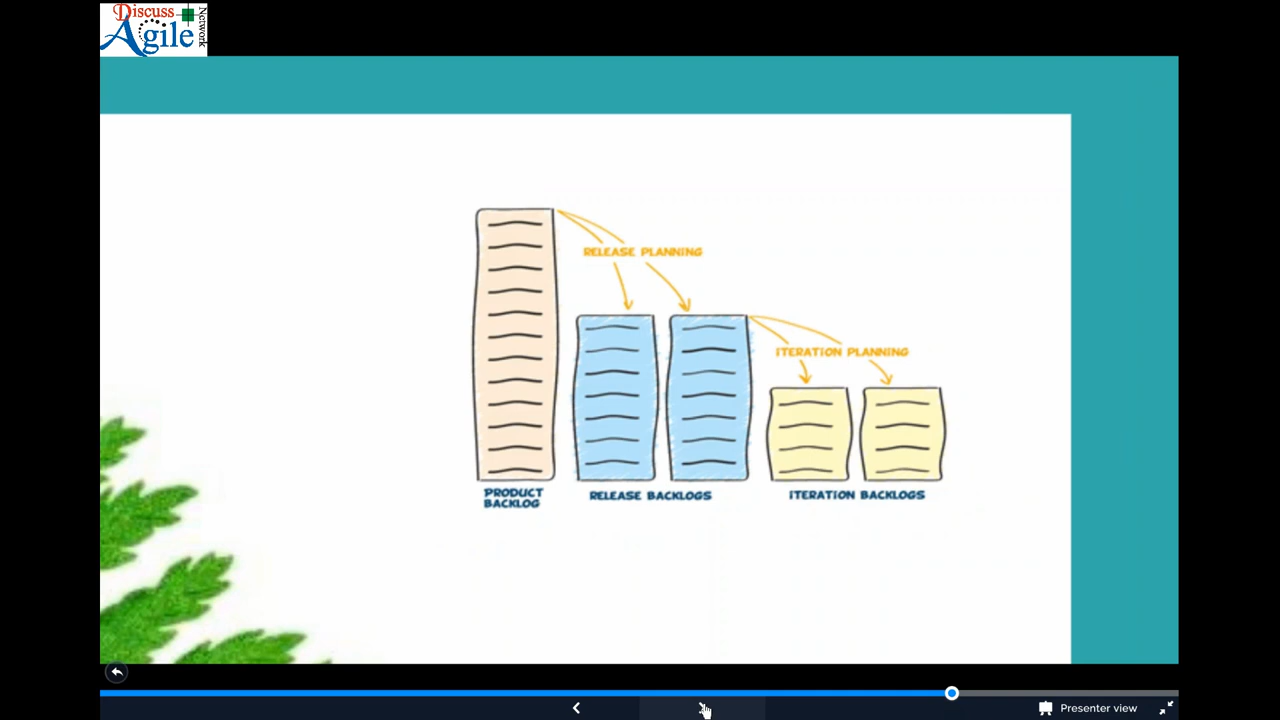 Discuss
Agile
Network
RELEASE PLANNING
ITERATION PLANNING
PRODUCT
BACKLOG
RELEASE BACKLOGS
ITERATION BACKLOGS
Presenter view